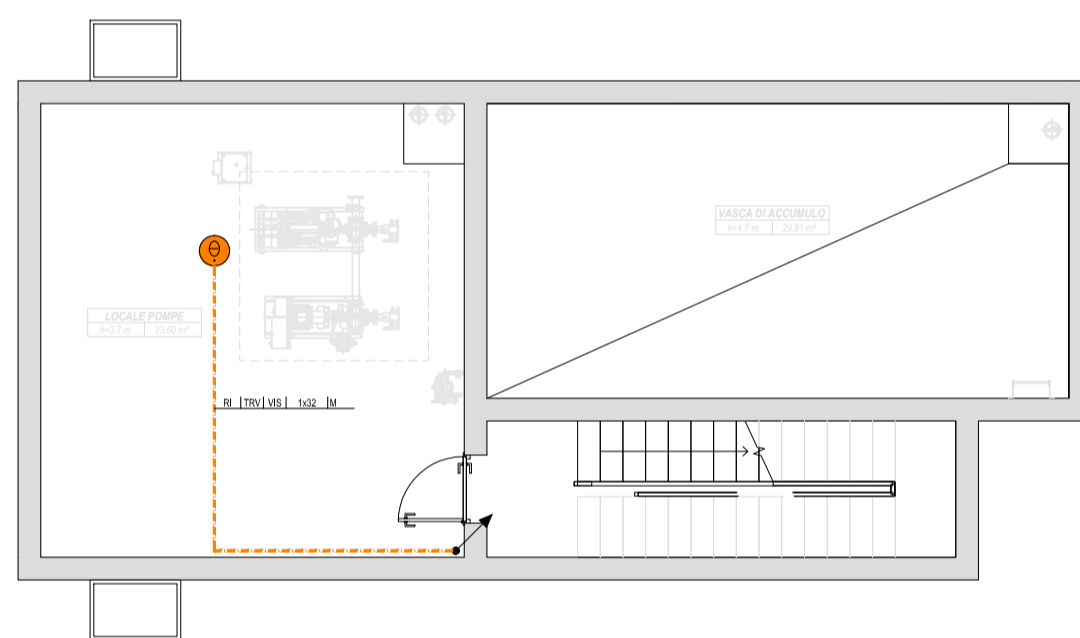 VASCA DI ACCUMULO
h=4.7 m 29.91 m²
LOCALE POMPE
h=3.7 m 33.60 m²
RI TRV VIS 1x32 M